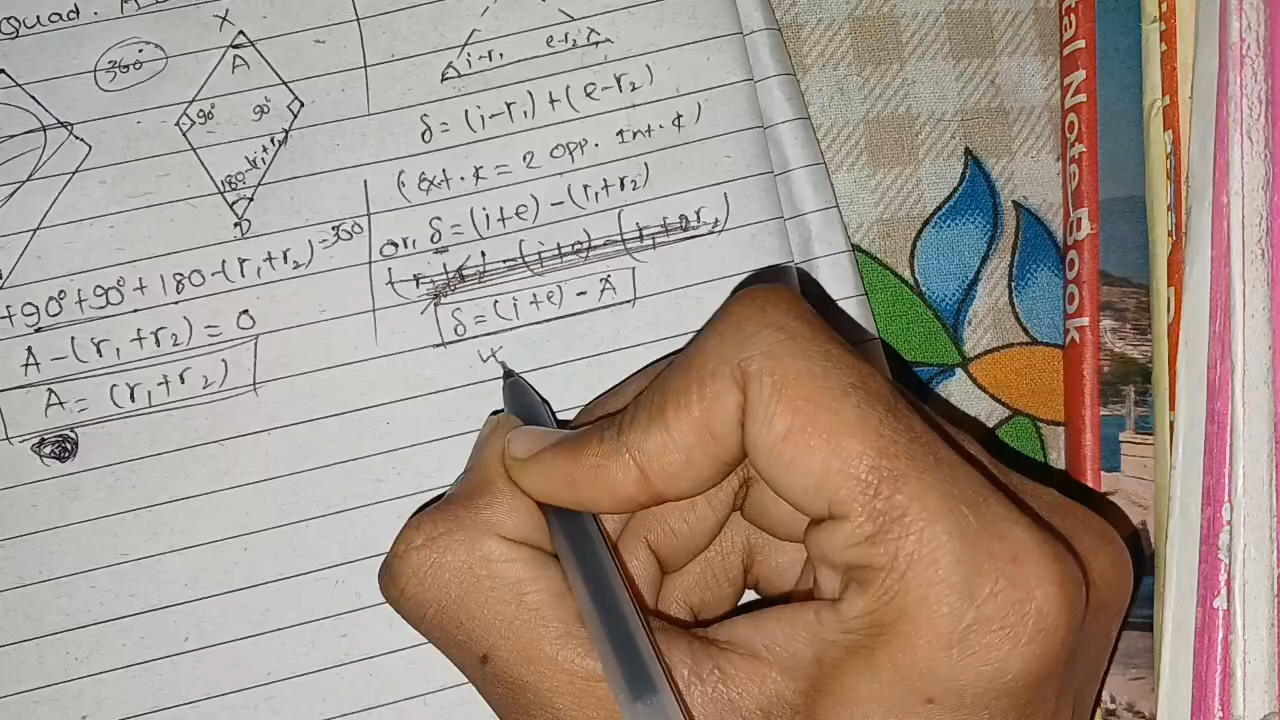 Quad.
X
360°
A
90° 90°
180-(r₁+r₂)
D
+90°+90°+180-(r₁+r₂)=360
A-(r₁+r₂) = 0
A = (r₁+r₂)
i-r₁ e-r₂
δ = (i-r₁)+(e-r₂)
(Ext. ∠ = 2 opp. Int. ∠)
or, δ = (i+e) - (r₁+r₂)
δ = (i+e) - A
tal Note Book